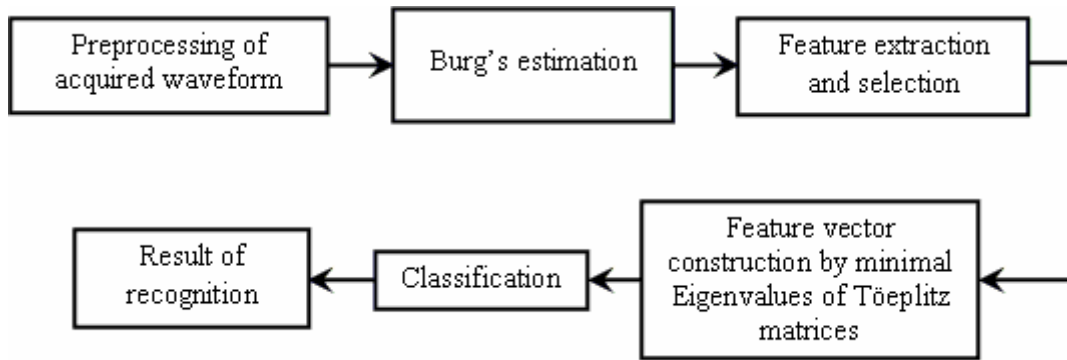 Preprocessing of
acquired waveform
Burg's estimation
Feature extraction
and selection
Feature vector
construction by minimal
Eigenvalues of Töeplitz
matrices
Classification
Result of
recognition